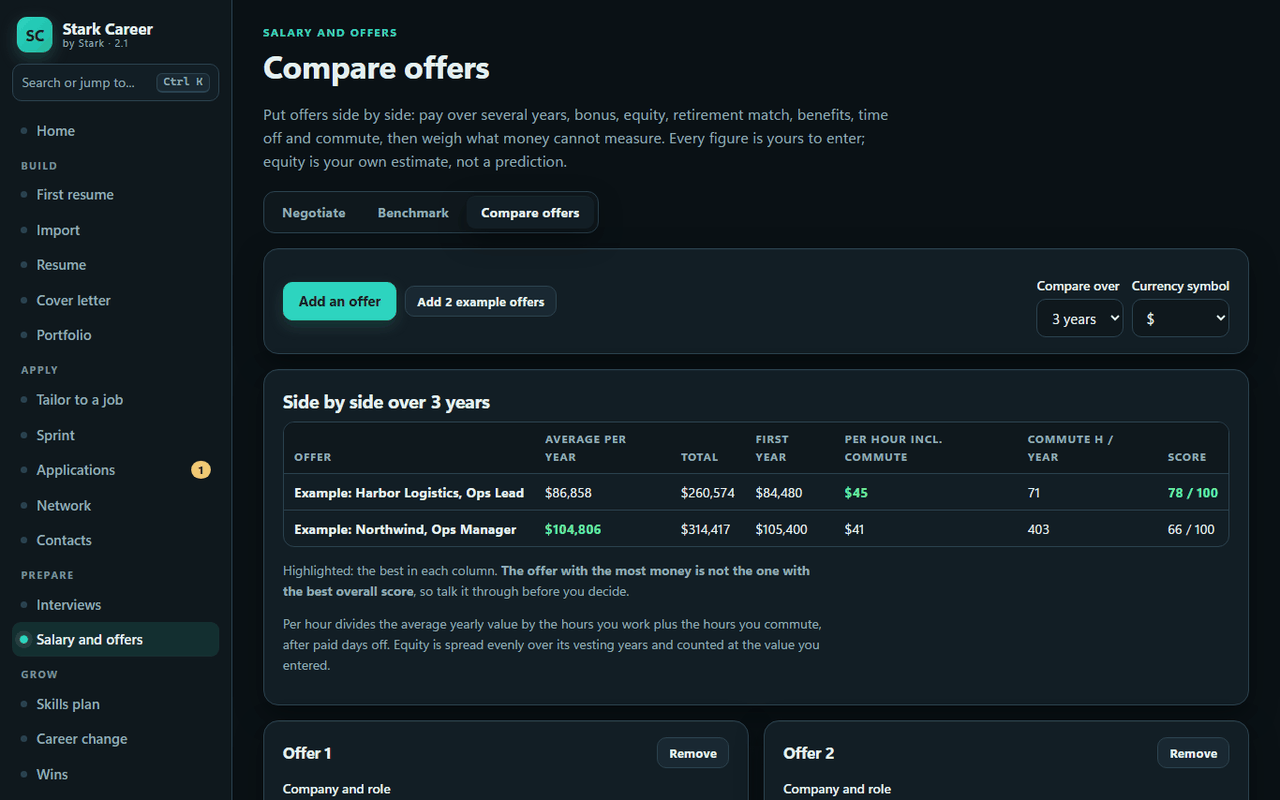 SC
Stark Career
by Stark · 2.1
Search or jump to...
Ctrl K
Home
BUILD
First resume
Import
Resume
Cover letter
Portfolio
APPLY
Tailor to a job
Sprint
Applications
1
Network
Contacts
PREPARE
Interviews
Salary and offers
GROW
Skills plan
Career change
Wins
SALARY AND OFFERS
Compare offers
Put offers side by side: pay over several years, bonus, equity, retirement match, benefits, time
off and commute, then weigh what money cannot measure. Every figure is yours to enter;
equity is your own estimate, not a prediction.
Negotiate
Benchmark
Compare offers
Add an offer
Add 2 example offers
Compare over
Currency symbol
3 years
$
Side by side over 3 years
OFFER
AVERAGE PER
YEAR
TOTAL
FIRST
YEAR
PER HOUR INCL.
COMMUTE
COMMUTE H /
YEAR
SCORE
Example: Harbor Logistics, Ops Lead $86,858 $260,574 $84,480 $45 71 78 / 100
Example: Northwind, Ops Manager $104,806 $314,417 $105,400 $41 403 66 / 100
Highlighted: the best in each column. The offer with the most money is not the one with
the best overall score, so talk it through before you decide.
Per hour divides the average yearly value by the hours you work plus the hours you commute,
after paid days off. Equity is spread evenly over its vesting years and counted at the value you
entered.
Offer 1
Remove
Company and role
Offer 2
Remove
Company and role